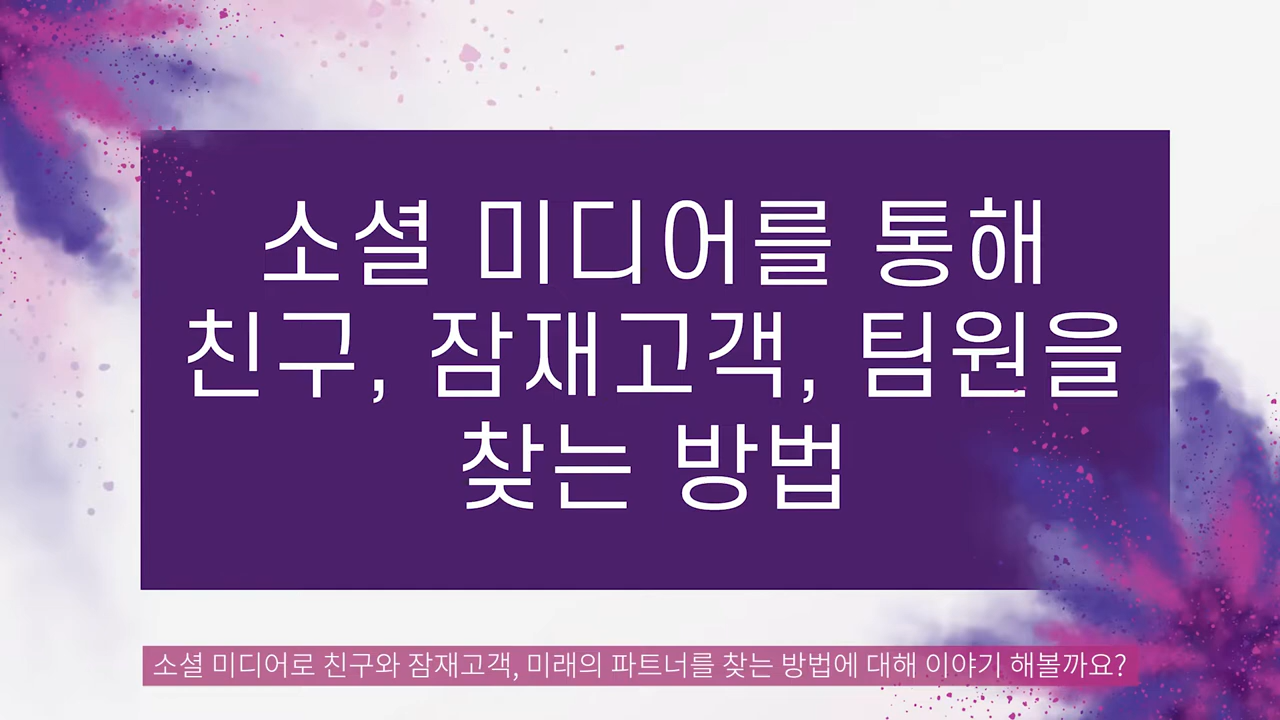 소셜 미디어를 통해
친구, 잠재고객, 팀원을
찾는 방법
소셜 미디어로 친구와 잠재고객, 미래의 파트너를 찾는 방법에 대해 이야기 해볼까요?